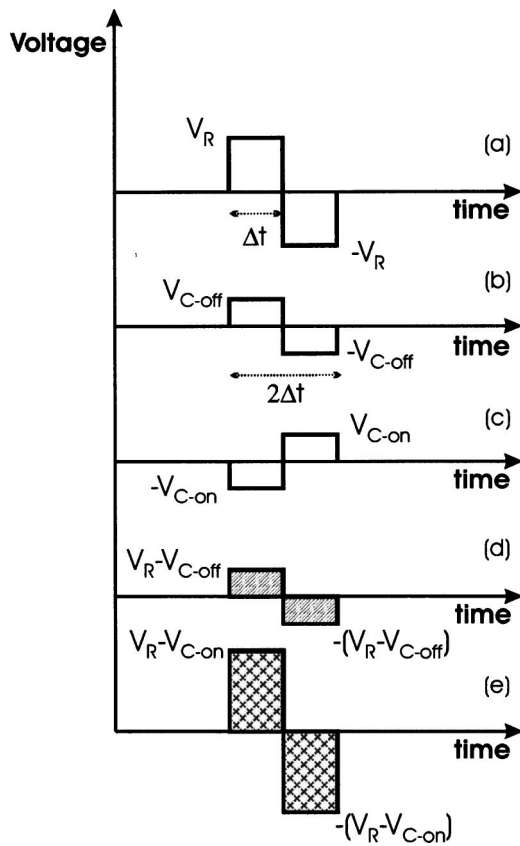 Voltage
V_R
(a)
time
Δt
-V_R
(b)
V_C-off
time
-V_C-off
2Δt
(c)
V_C-on
time
-V_C-on
(d)
V_R-V_C-off
time
-(V_R-V_C-off)
V_R-V_C-on
(e)
time
-(V_R-V_C-on)